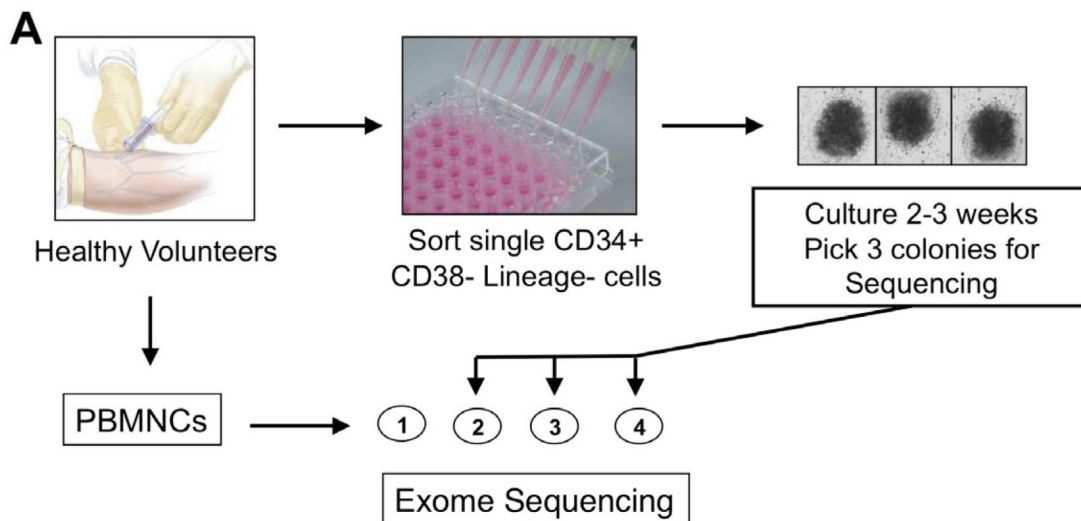 A
Healthy Volunteers
Sort single CD34+
CD38- Lineage- cells
Culture 2-3 weeks
Pick 3 colonies for
Sequencing
PBMNCs
1 2 3 4
Exome Sequencing